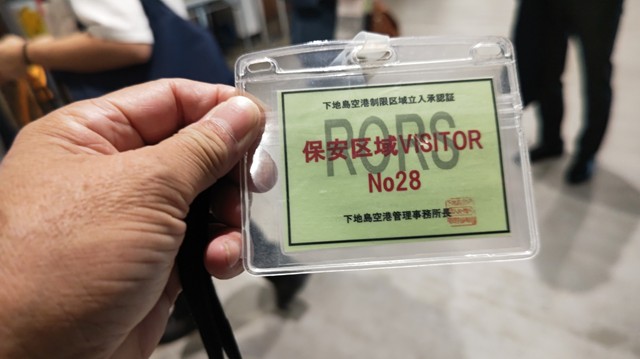 下地島空港制限区域立入承認証
RORS
保安区域VISITOR
No28
下地島空港管理事務所長